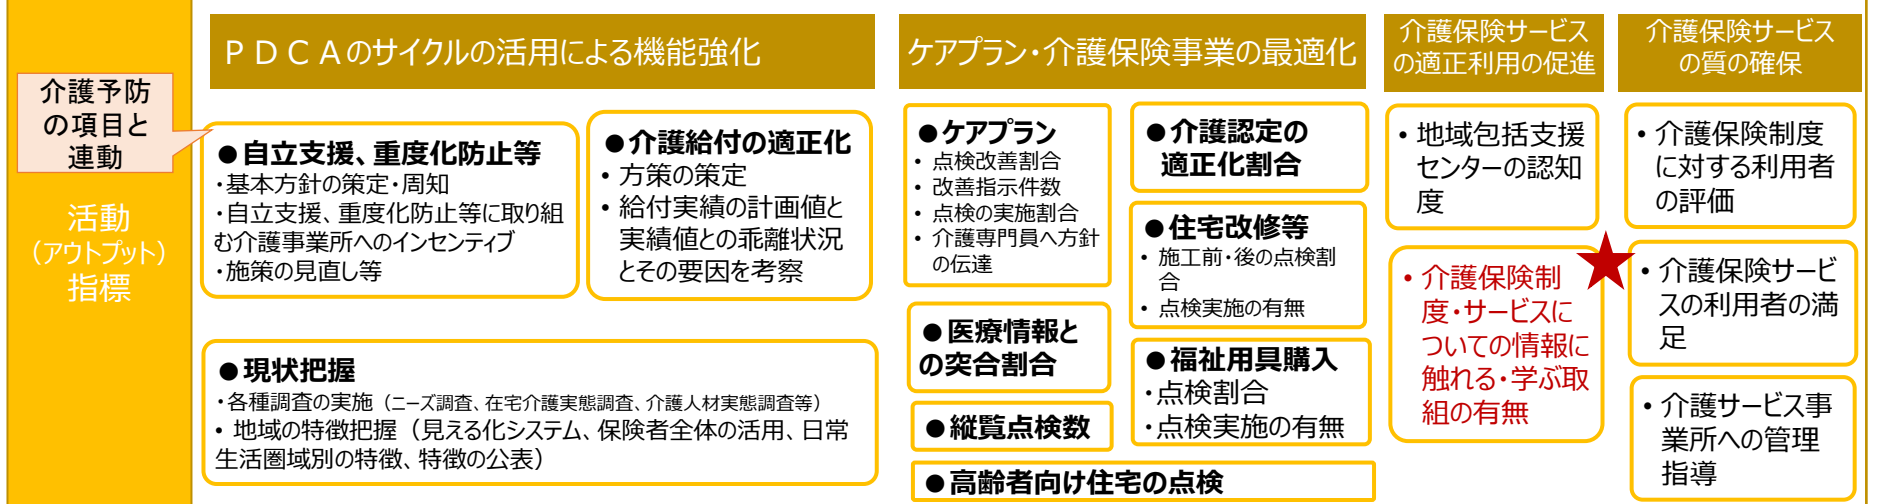 介護予防
の項目と
連動
活動
（アウトプット）
指標
ＰＤＣＡのサイクルの活用による機能強化
●自立支援、重度化防止等
・基本方針の策定・周知
・自立支援、重度化防止等に取り組
む介護事業所へのインセンティブ
・施策の見直し等
●介護給付の適正化
• 方策の策定
• 給付実績の計画値と
実績値との乖離状況
とその要因を考察
●現状把握
・各種調査の実施（ニーズ調査、在宅介護実態調査、介護人材実態調査等）
• 地域の特徴把握（見える化システム、保険者全体の活用、日常
生活圏域別の特徴、特徴の公表）
ケアプラン・介護保険事業の最適化
●ケアプラン
• 点検改善割合
• 改善指示件数
• 点検の実施割合
• 介護専門員へ方針
の伝達
●医療情報と
の突合割合
●縦覧点検数
●介護認定の
適正化割合
●住宅改修等
• 施工前・後の点検割
合
• 点検実施の有無
●福祉用具購入
・点検割合
・点検実施の有無
●高齢者向け住宅の点検
介護保険サービス
の適正利用の促進
• 地域包括支援
センターの認知
度
• 介護保険制
度・サービスに
ついての情報に
触れる・学ぶ取
組の有無
介護保険サービス
の質の確保
• 介護保険制度
に対する利用者
の評価
• 介護保険サービ
スの利用者の満
足
• 介護サービス事
業所への管理
指導